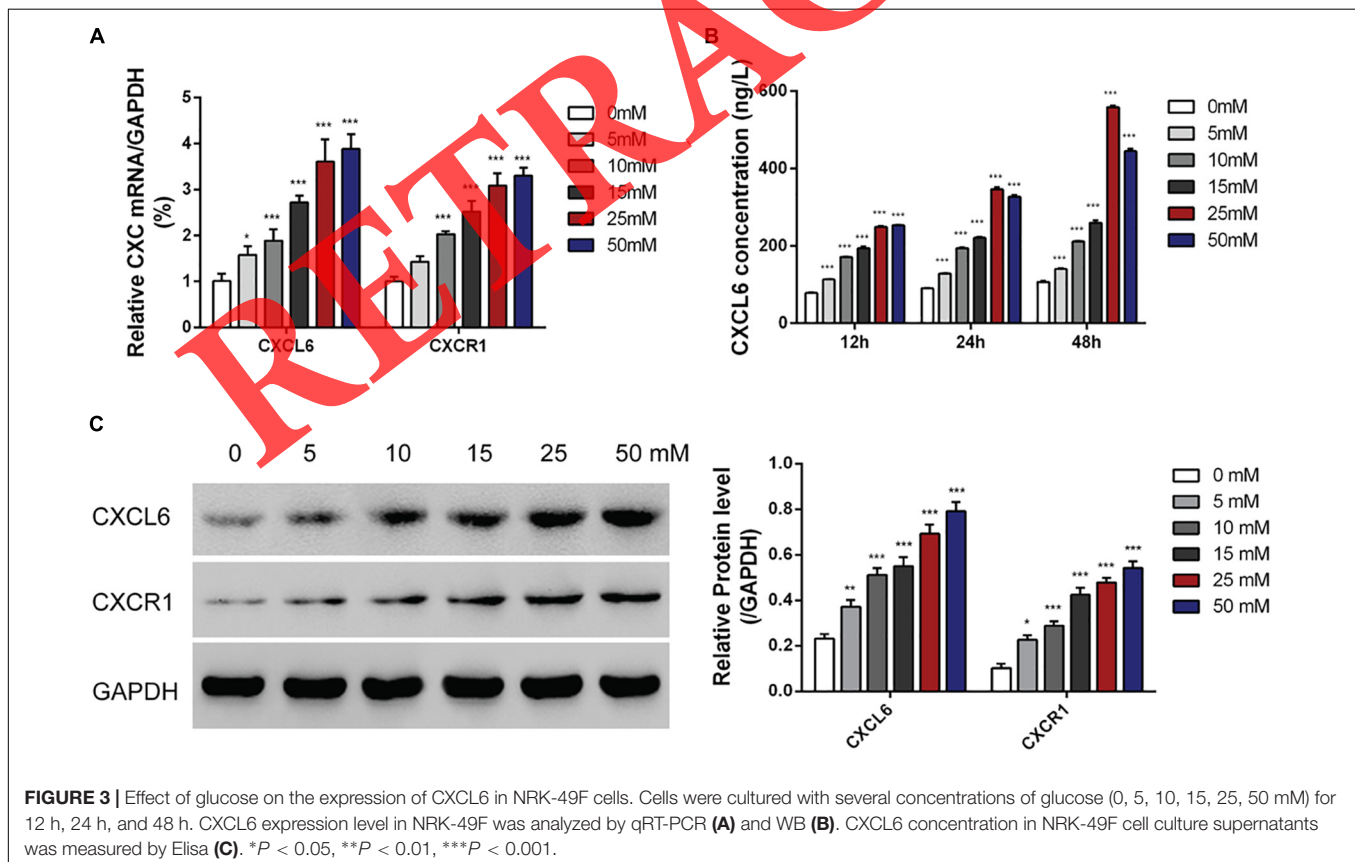 RETRAC
A
Relative CXC mRNA/GAPDH
(%)
5
4
3
2
1
0
* *** *** *** ***
*** *** *** ***
CXCL6 CXCR1
0mM
5mM
10mM
15mM
25mM
50mM
B
CXCL6 concentration (ng/L)
600
400
200
0
*** *** *** *** ***
*** *** *** *** ***
*** *** *** *** ***
12h 24h 48h
0mM
5mM
10mM
15mM
25mM
50mM
C
0 5 10 15 25 50 mM
CXCL6
CXCR1
GAPDH
Relative Protein level
(/GAPDH)
1.0
0.8
0.6
0.4
0.2
0.0
** *** *** *** ***
* *** *** *** ***
CXCL6 CXCR1
0 mM
5 mM
10 mM
15 mM
25 mM
50 mM
FIGURE 3 | Effect of glucose on the expression of CXCL6 in NRK-49F cells. Cells were cultured with several concentrations of glucose (0, 5, 10, 15, 25, 50 mM) for
12 h, 24 h, and 48 h. CXCL6 expression level in NRK-49F was analyzed by qRT-PCR (A) and WB (B). CXCL6 concentration in NRK-49F cell culture supernatants
was measured by Elisa (C). *P < 0.05, **P < 0.01, ***P < 0.001.